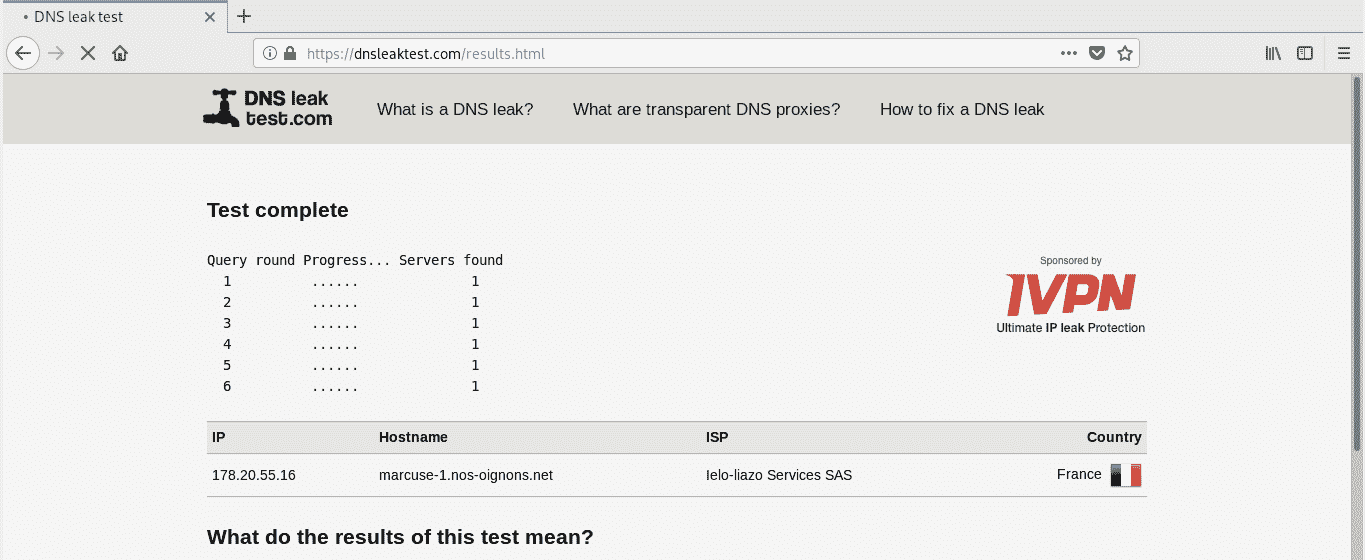 DNS leak test
https://dnsleaktest.com/results.html
DNS leak
test.com
What is a DNS leak?
What are transparent DNS proxies?
How to fix a DNS leak
Test complete
Query round Progress... Servers found
1 ...... 1
2 ...... 1
3 ...... 1
4 ...... 1
5 ...... 1
6 ...... 1
Sponsored by
IVPN
Ultimate IP leak Protection
IP Hostname ISP Country
178.20.55.16 marcuse-1.nos-oignons.net Ielo-liazo Services SAS France
What do the results of this test mean?